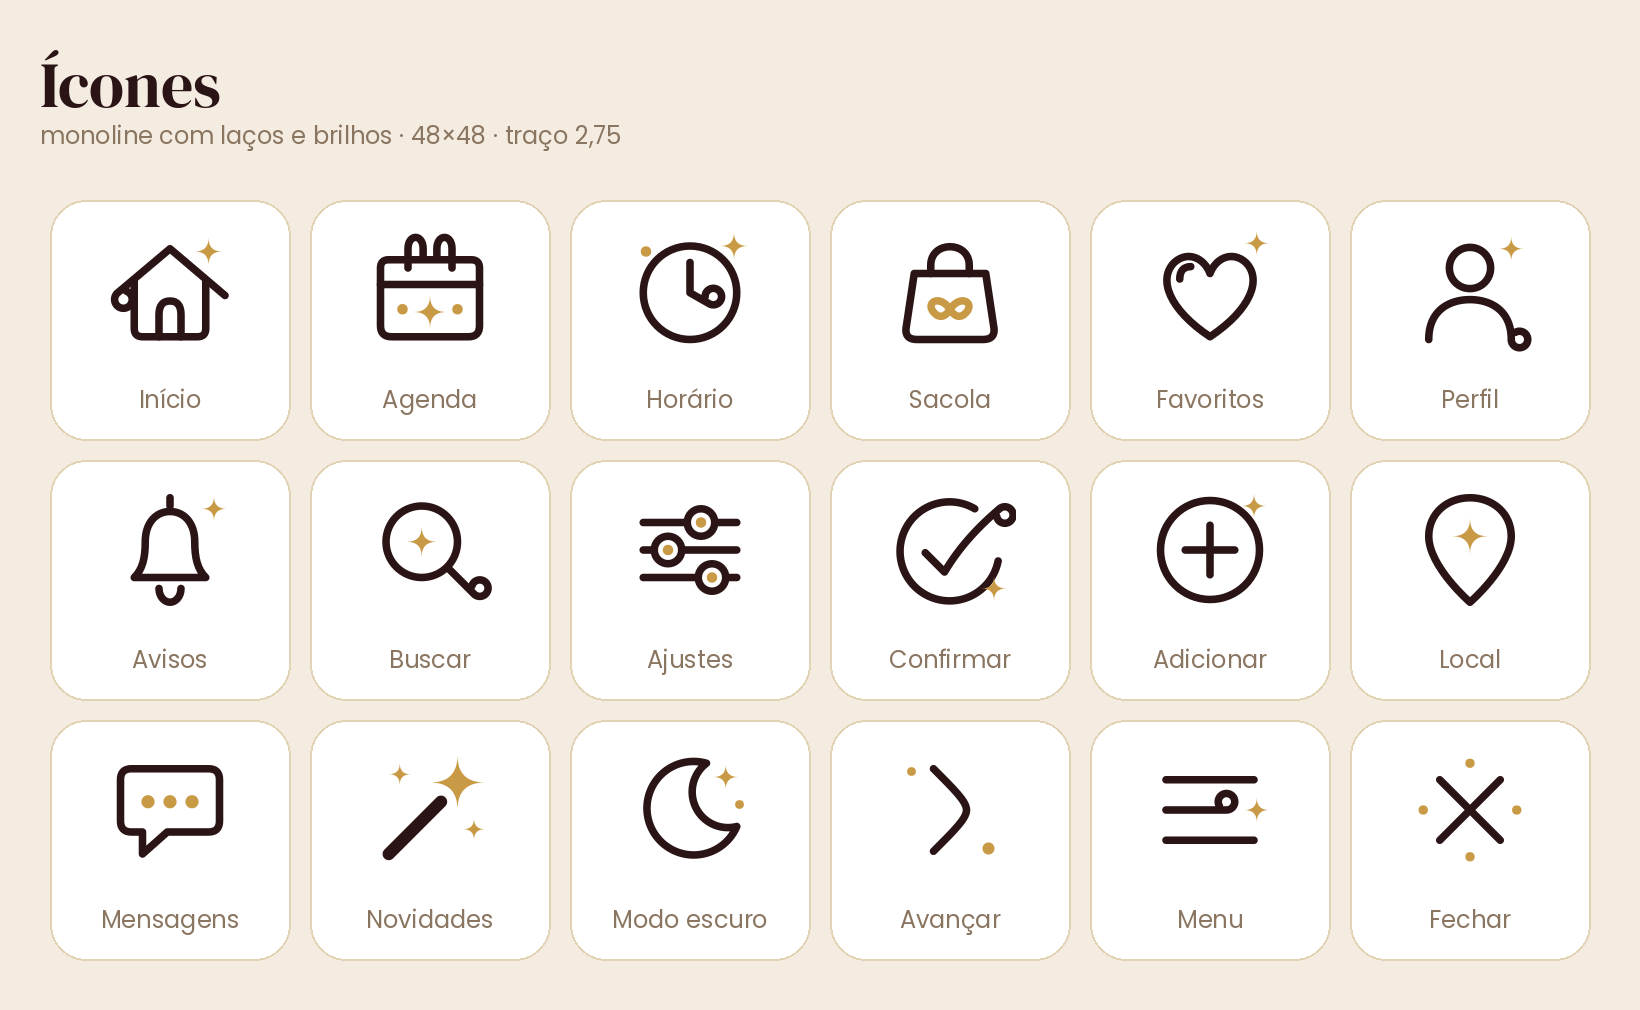 Ícones
monoline com laços e brilhos · 48×48 · traço 2,75
Início
Agenda
Horário
Sacola
Favoritos
Perfil
Avisos
Buscar
Ajustes
Confirmar
Adicionar
Local
Mensagens
Novidades
Modo escuro
Avançar
Menu
Fechar